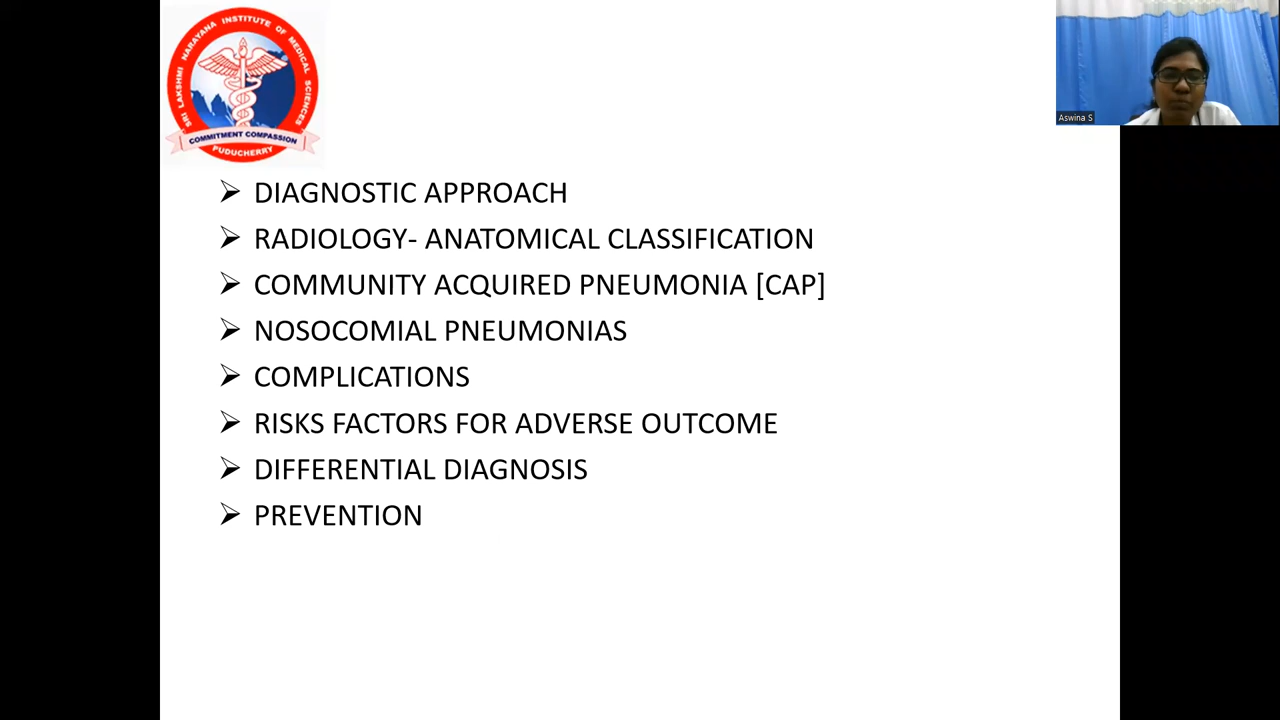 SRI LAKSHMI NARAYANA INSTITUTE OF MEDICAL SCIENCES
COMMITMENT COMPASSION
PUDUCHERRY
Aswina S
➢ DIAGNOSTIC APPROACH
➢ RADIOLOGY- ANATOMICAL CLASSIFICATION
➢ COMMUNITY ACQUIRED PNEUMONIA [CAP]
➢ NOSOCOMIAL PNEUMONIAS
➢ COMPLICATIONS
➢ RISKS FACTORS FOR ADVERSE OUTCOME
➢ DIFFERENTIAL DIAGNOSIS
➢ PREVENTION